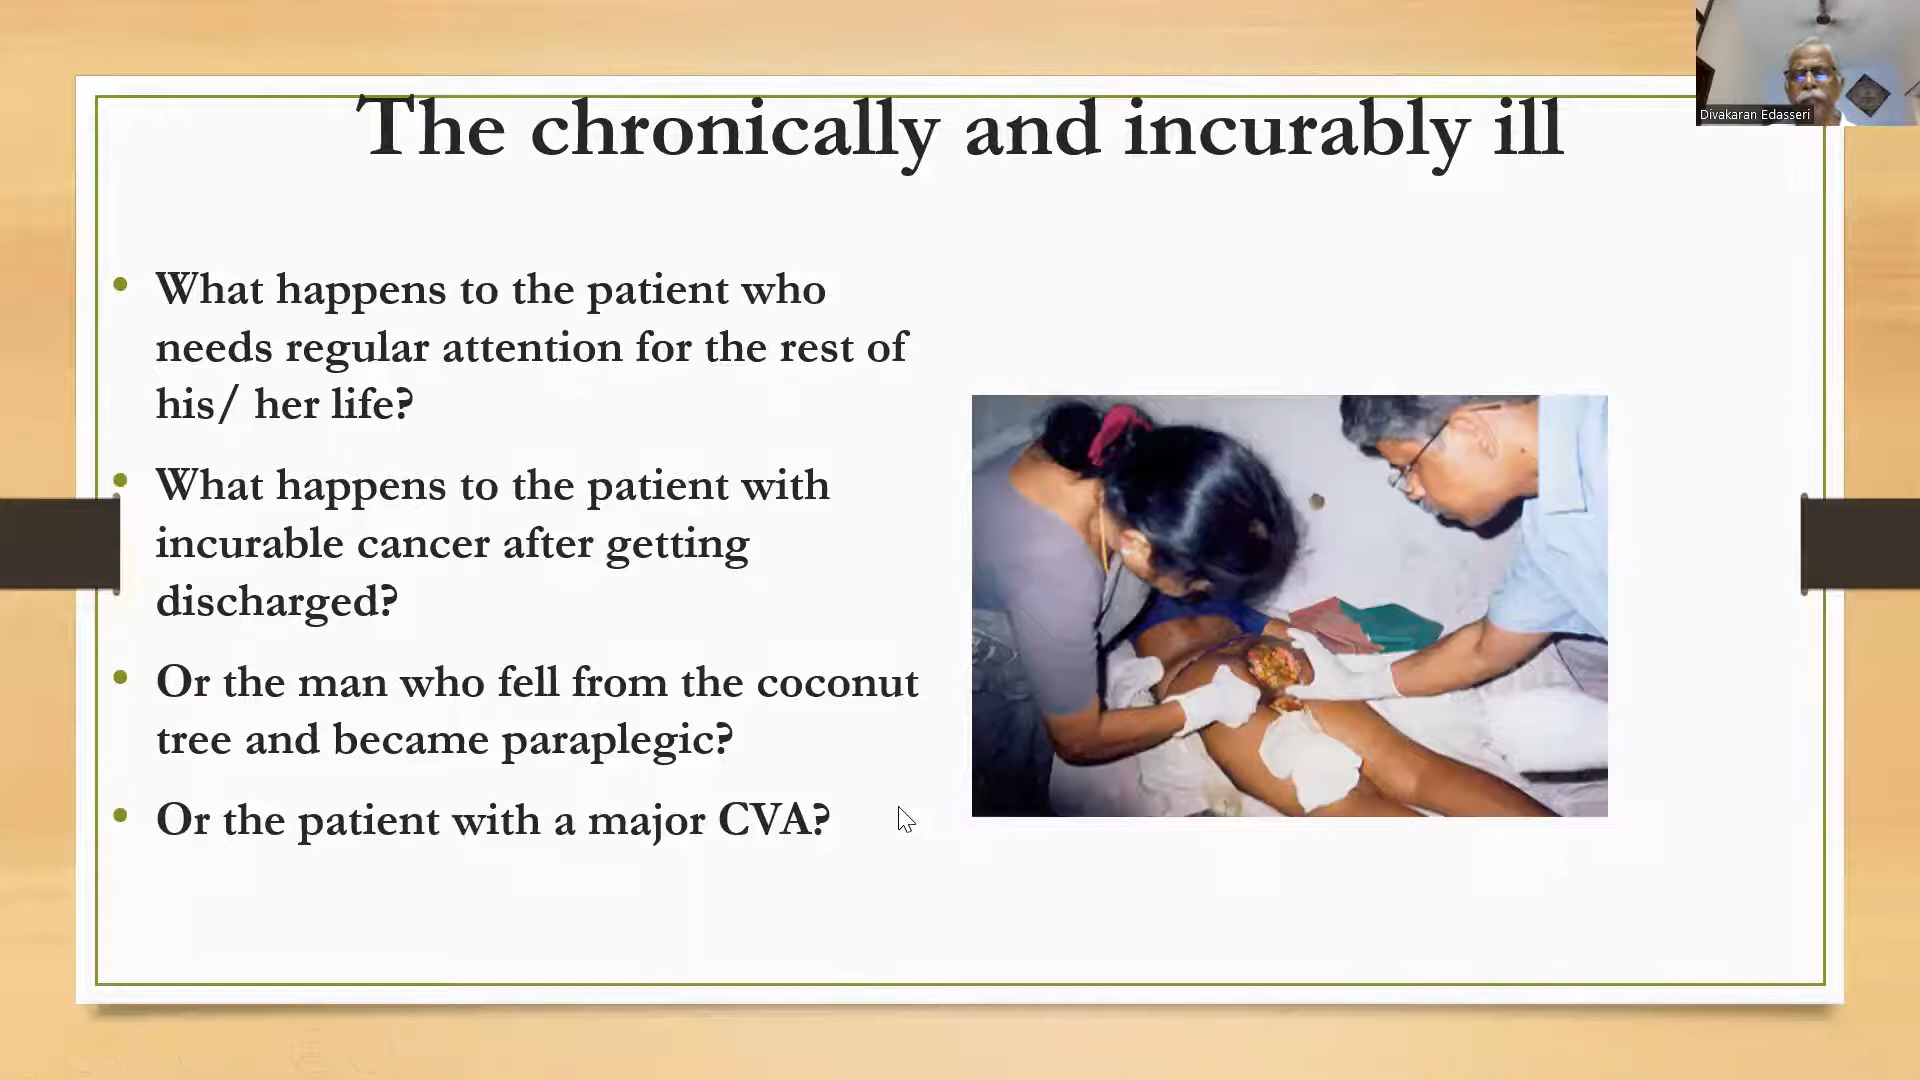 The chronically and incurably ill
Divakaran Edasseri
What happens to the patient who
needs regular attention for the rest of
his/ her life?
What happens to the patient with
incurable cancer after getting
discharged?
Or the man who fell from the coconut
tree and became paraplegic?
Or the patient with a major CVA?